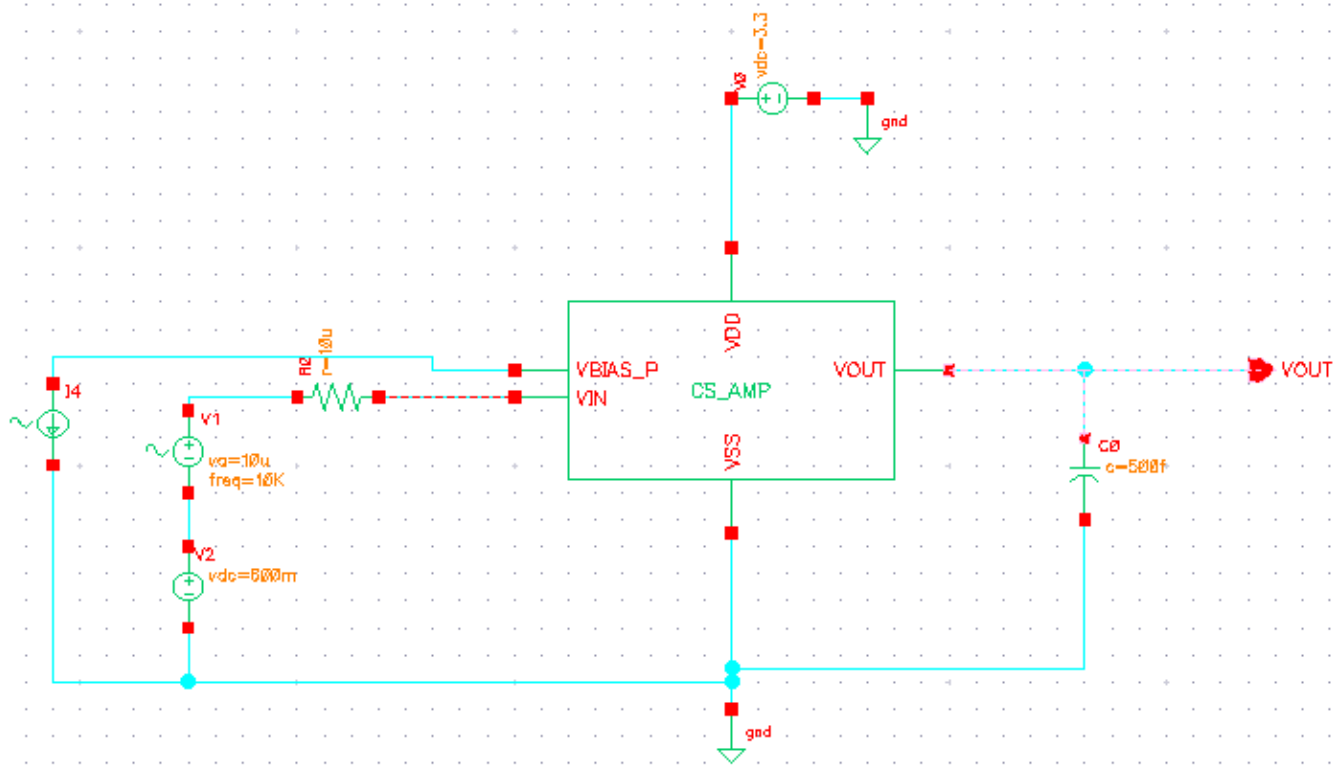 vdc=3.3
V0
gnd
r=10u
R0
VDD
VBIAS_P
VIN
CS_AMP
VOUT
VOUT
VSS
I4
V1
va=10u
freq=10K
V2
vdc=600m
C0
c=500f
gnd